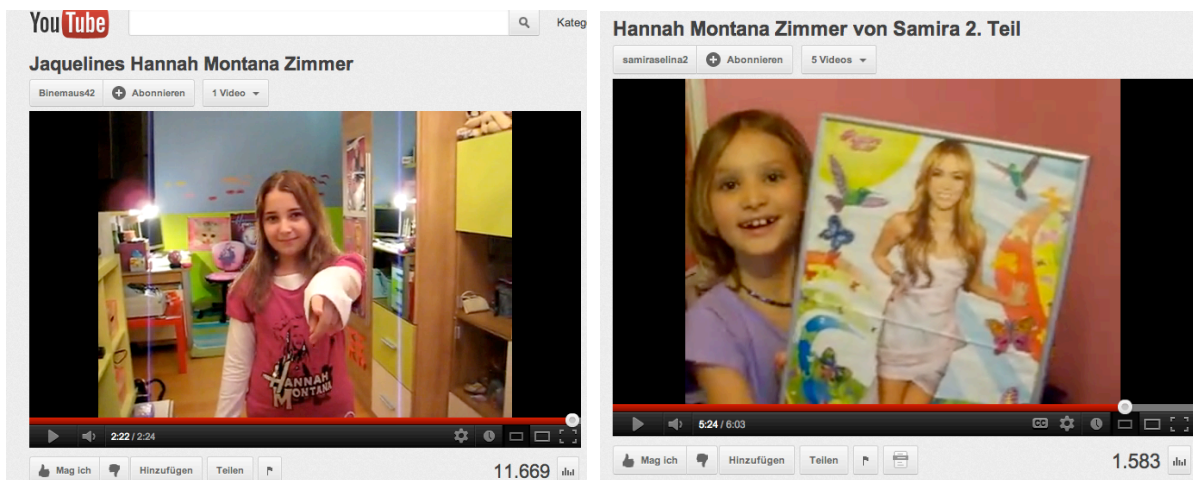 YouTube
Kateg
Jaquelines Hannah Montana Zimmer
Binemaus42 Abonnieren 1 Video
HANNAH
MONTANA
2:22 / 2:24
Mag ich Hinzufügen Teilen 11.669
Hannah Montana Zimmer von Samira 2. Teil
samiraselina2 Abonnieren 5 Videos
5:24 / 6:03 CC
Mag ich Hinzufügen Teilen 1.583